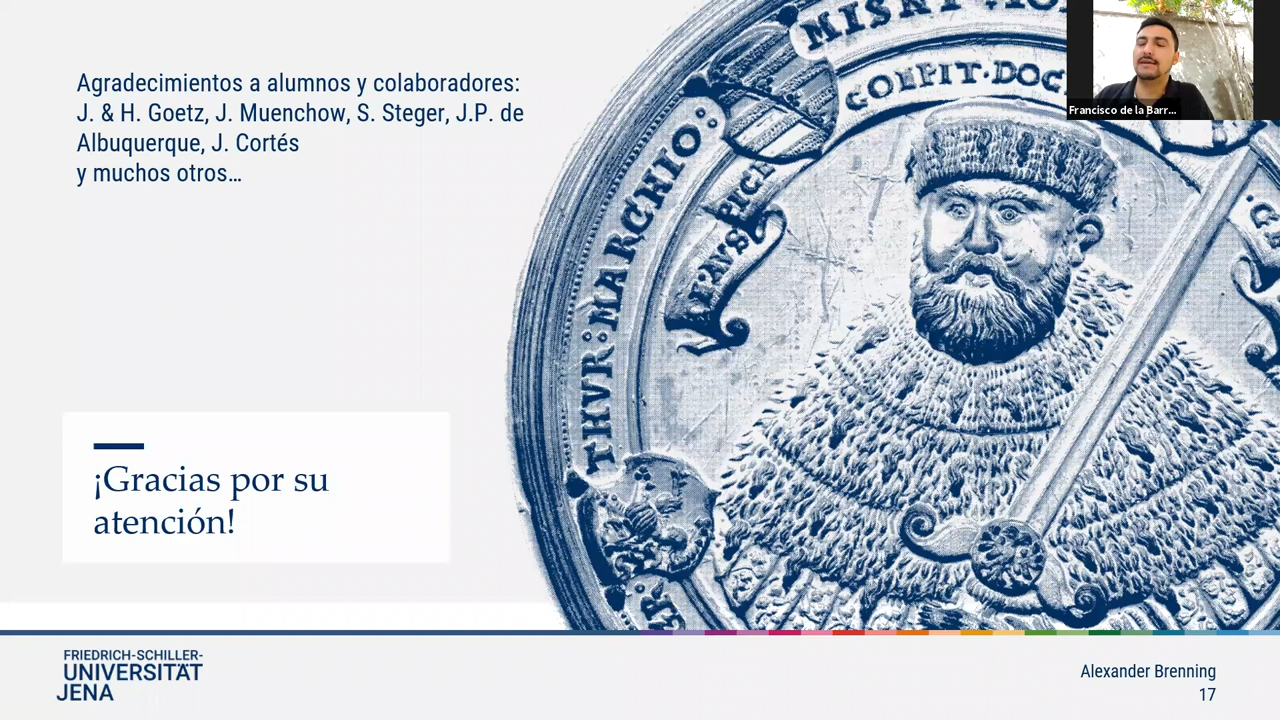 Agradecimientos a alumnos y colaboradores:
J. & H. Goetz, J. Muenchow, S. Steger, J.P. de
Albuquerque, J. Cortés
y muchos otros…
¡Gracias por su
atención!
THVR:MARCHIO:
COEPIT·DOC
Francisco de la Barr...
FRIEDRICH-SCHILLER-
UNIVERSITÄT
JENA
Alexander Brenning
17